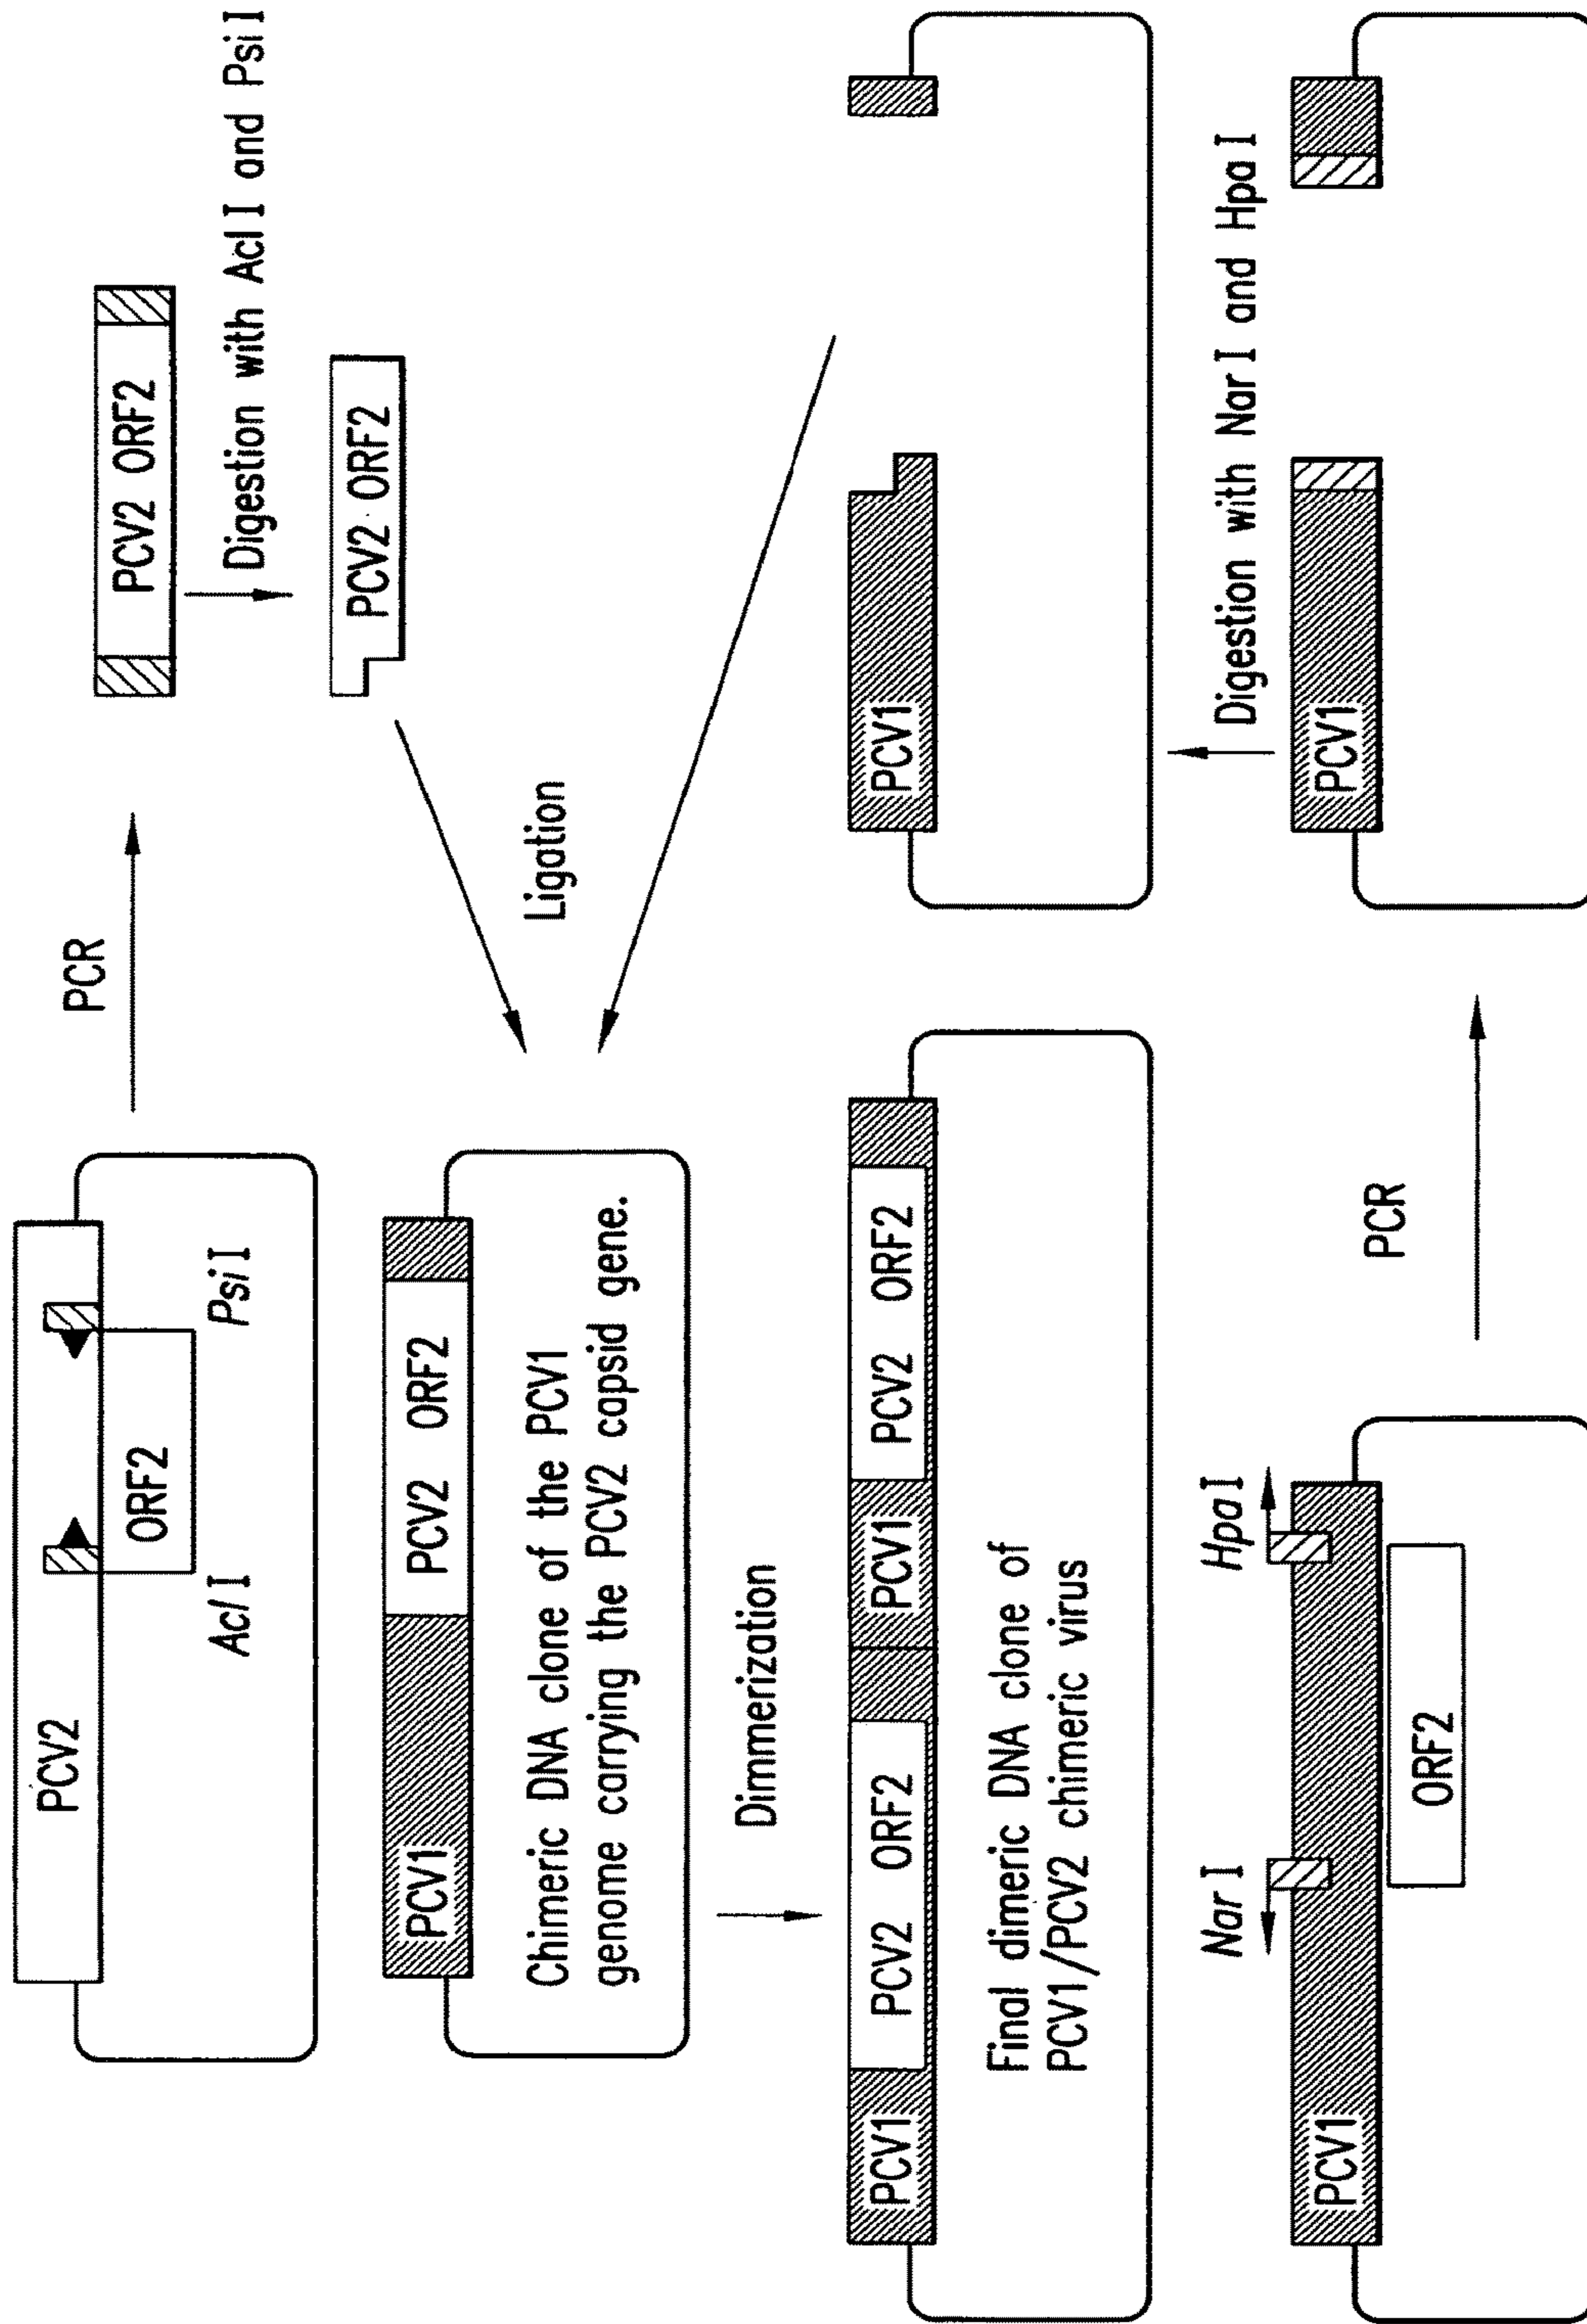 PCV2
ORF2
Acl I
Psi I
PCR
PCV2 ORF2
Digestion with Acl I and Psi I
PCV2 ORF2
Ligation
PCV1
PCV2 ORF2
Chimeric DNA clone of the PCV1
genome carrying the PCV2 capsid gene.
Dimmerization
PCV1
PCV2 ORF2
PCV1
PCV2 ORF2
Final dimeric DNA clone of
PCV1/PCV2 chimeric virus
PCV1
Digestion with Nar I and Hpa I
Nar I
Hpa I
PCV1
ORF2
PCR
PCV1